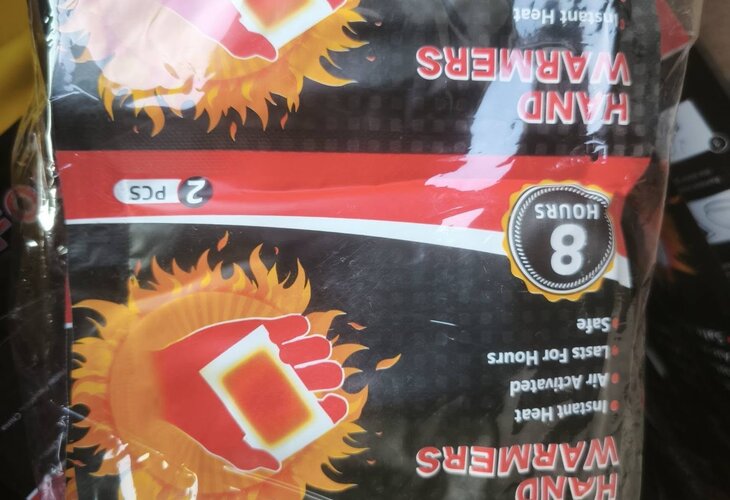 HAND
WARMERS
• Instant Heat
• Air Activated
• Lasts For Hours
• Safe
8
HOURS
2 PCS
HAND
WARMERS
• Instant Heat